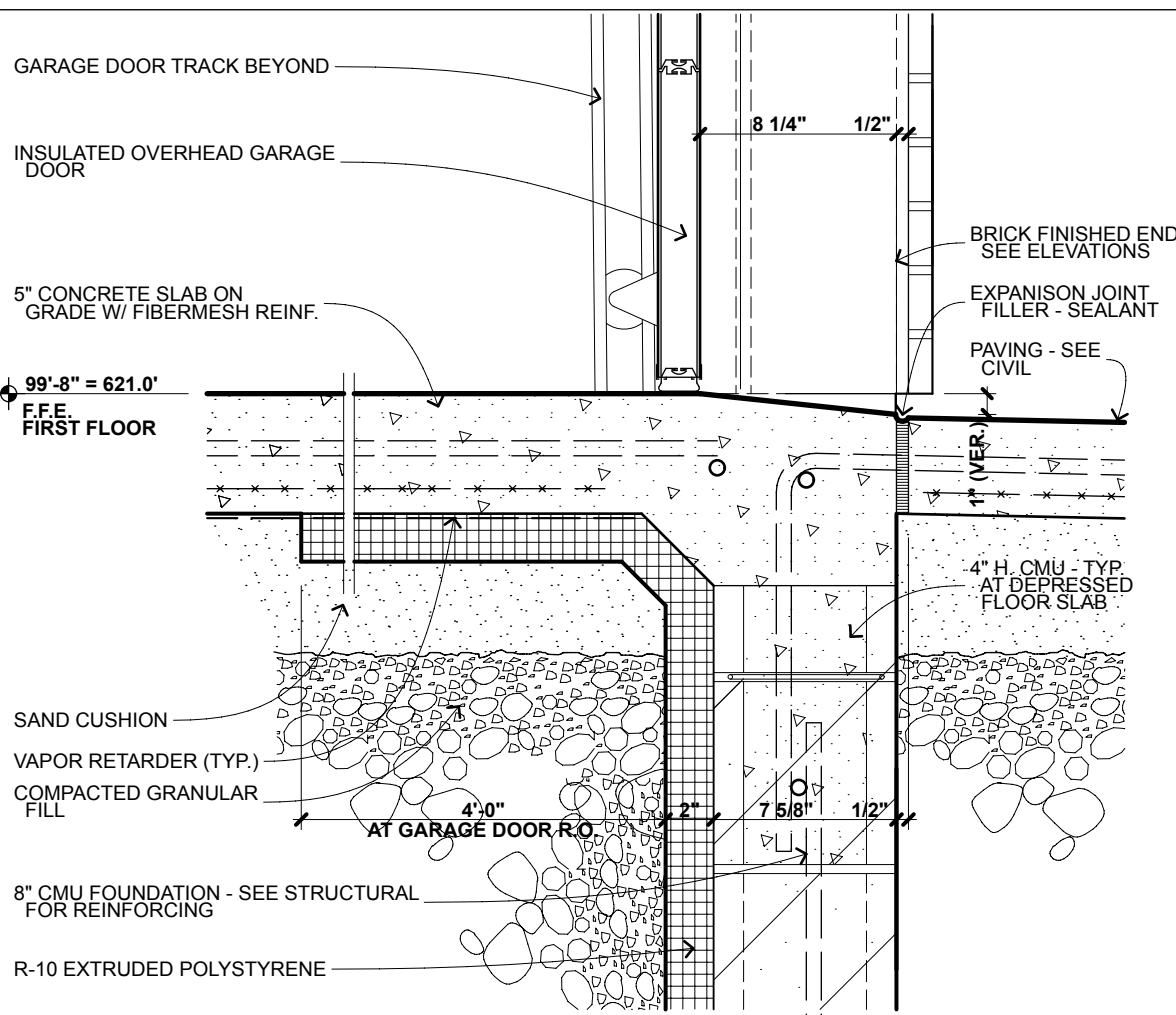 GARAGE DOOR TRACK BEYOND
8 1/4"
1/2"
INSULATED OVERHEAD GARAGE
DOOR
BRICK FINISHED END
SEE ELEVATIONS
5" CONCRETE SLAB ON
GRADE W/ FIBERMESH REINF.
EXPANISON JOINT
FILLER - SEALANT
PAVING - SEE
CIVIL
99'-8" = 621.0'
F.F.E.
FIRST FLOOR
1" (VER.)
4" H. CMU - TYP.
AT DEPRESSED
FLOOR SLAB
SAND CUSHION
VAPOR RETARDER (TYP.)
COMPACTED GRANULAR
FILL
4'-0"
AT GARAGE DOOR R.O.
2"
7 5/8"
1/2"
8" CMU FOUNDATION - SEE STRUCTURAL
FOR REINFORCING
R-10 EXTRUDED POLYSTYRENE